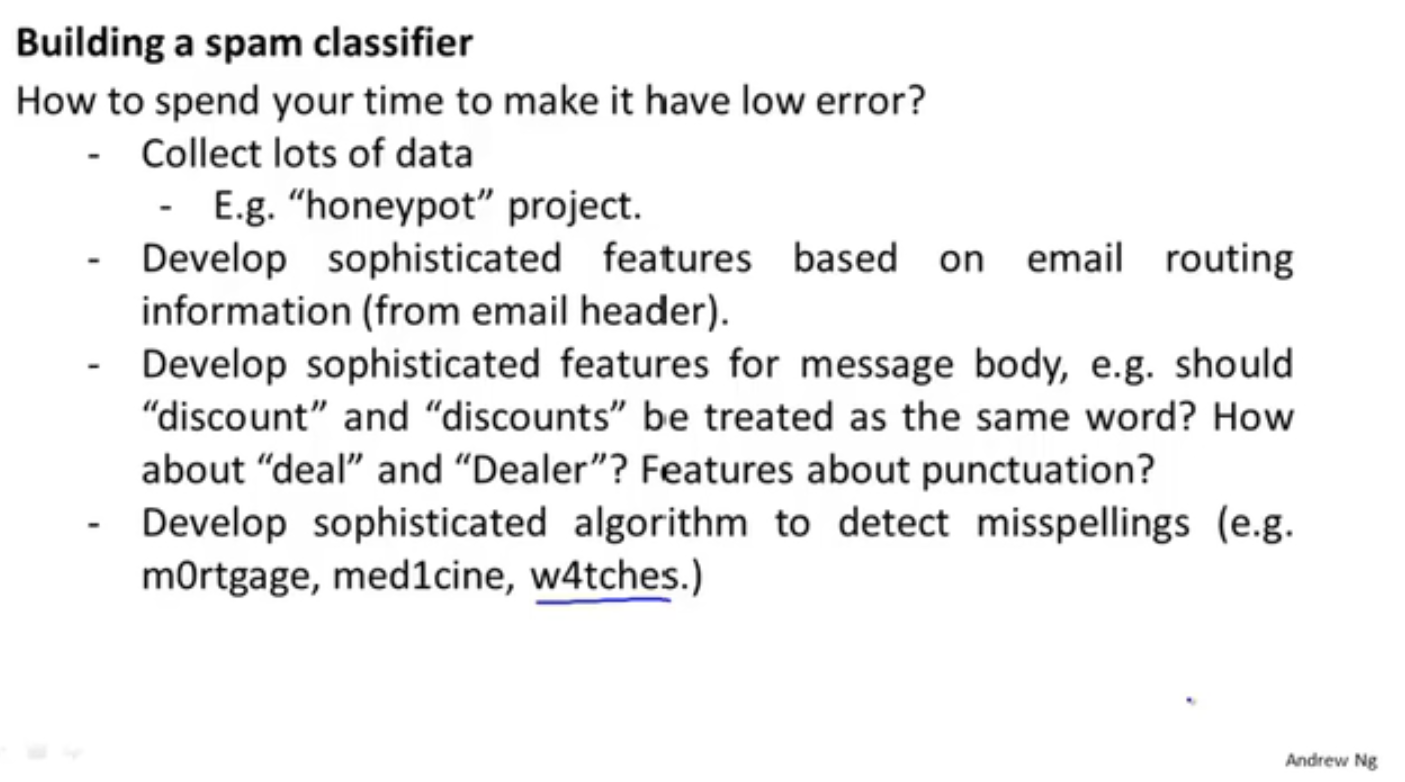 Building a spam classifier
How to spend your time to make it have low error?
- Collect lots of data
- E.g. “honeypot” project.
- Develop sophisticated features based on email routing
information (from email header).
- Develop sophisticated features for message body, e.g. should
“discount” and “discounts” be treated as the same word? How
about “deal” and “Dealer”? Features about punctuation?
- Develop sophisticated algorithm to detect misspellings (e.g.
m0rtgage, med1cine, w4tches.)
Andrew Ng